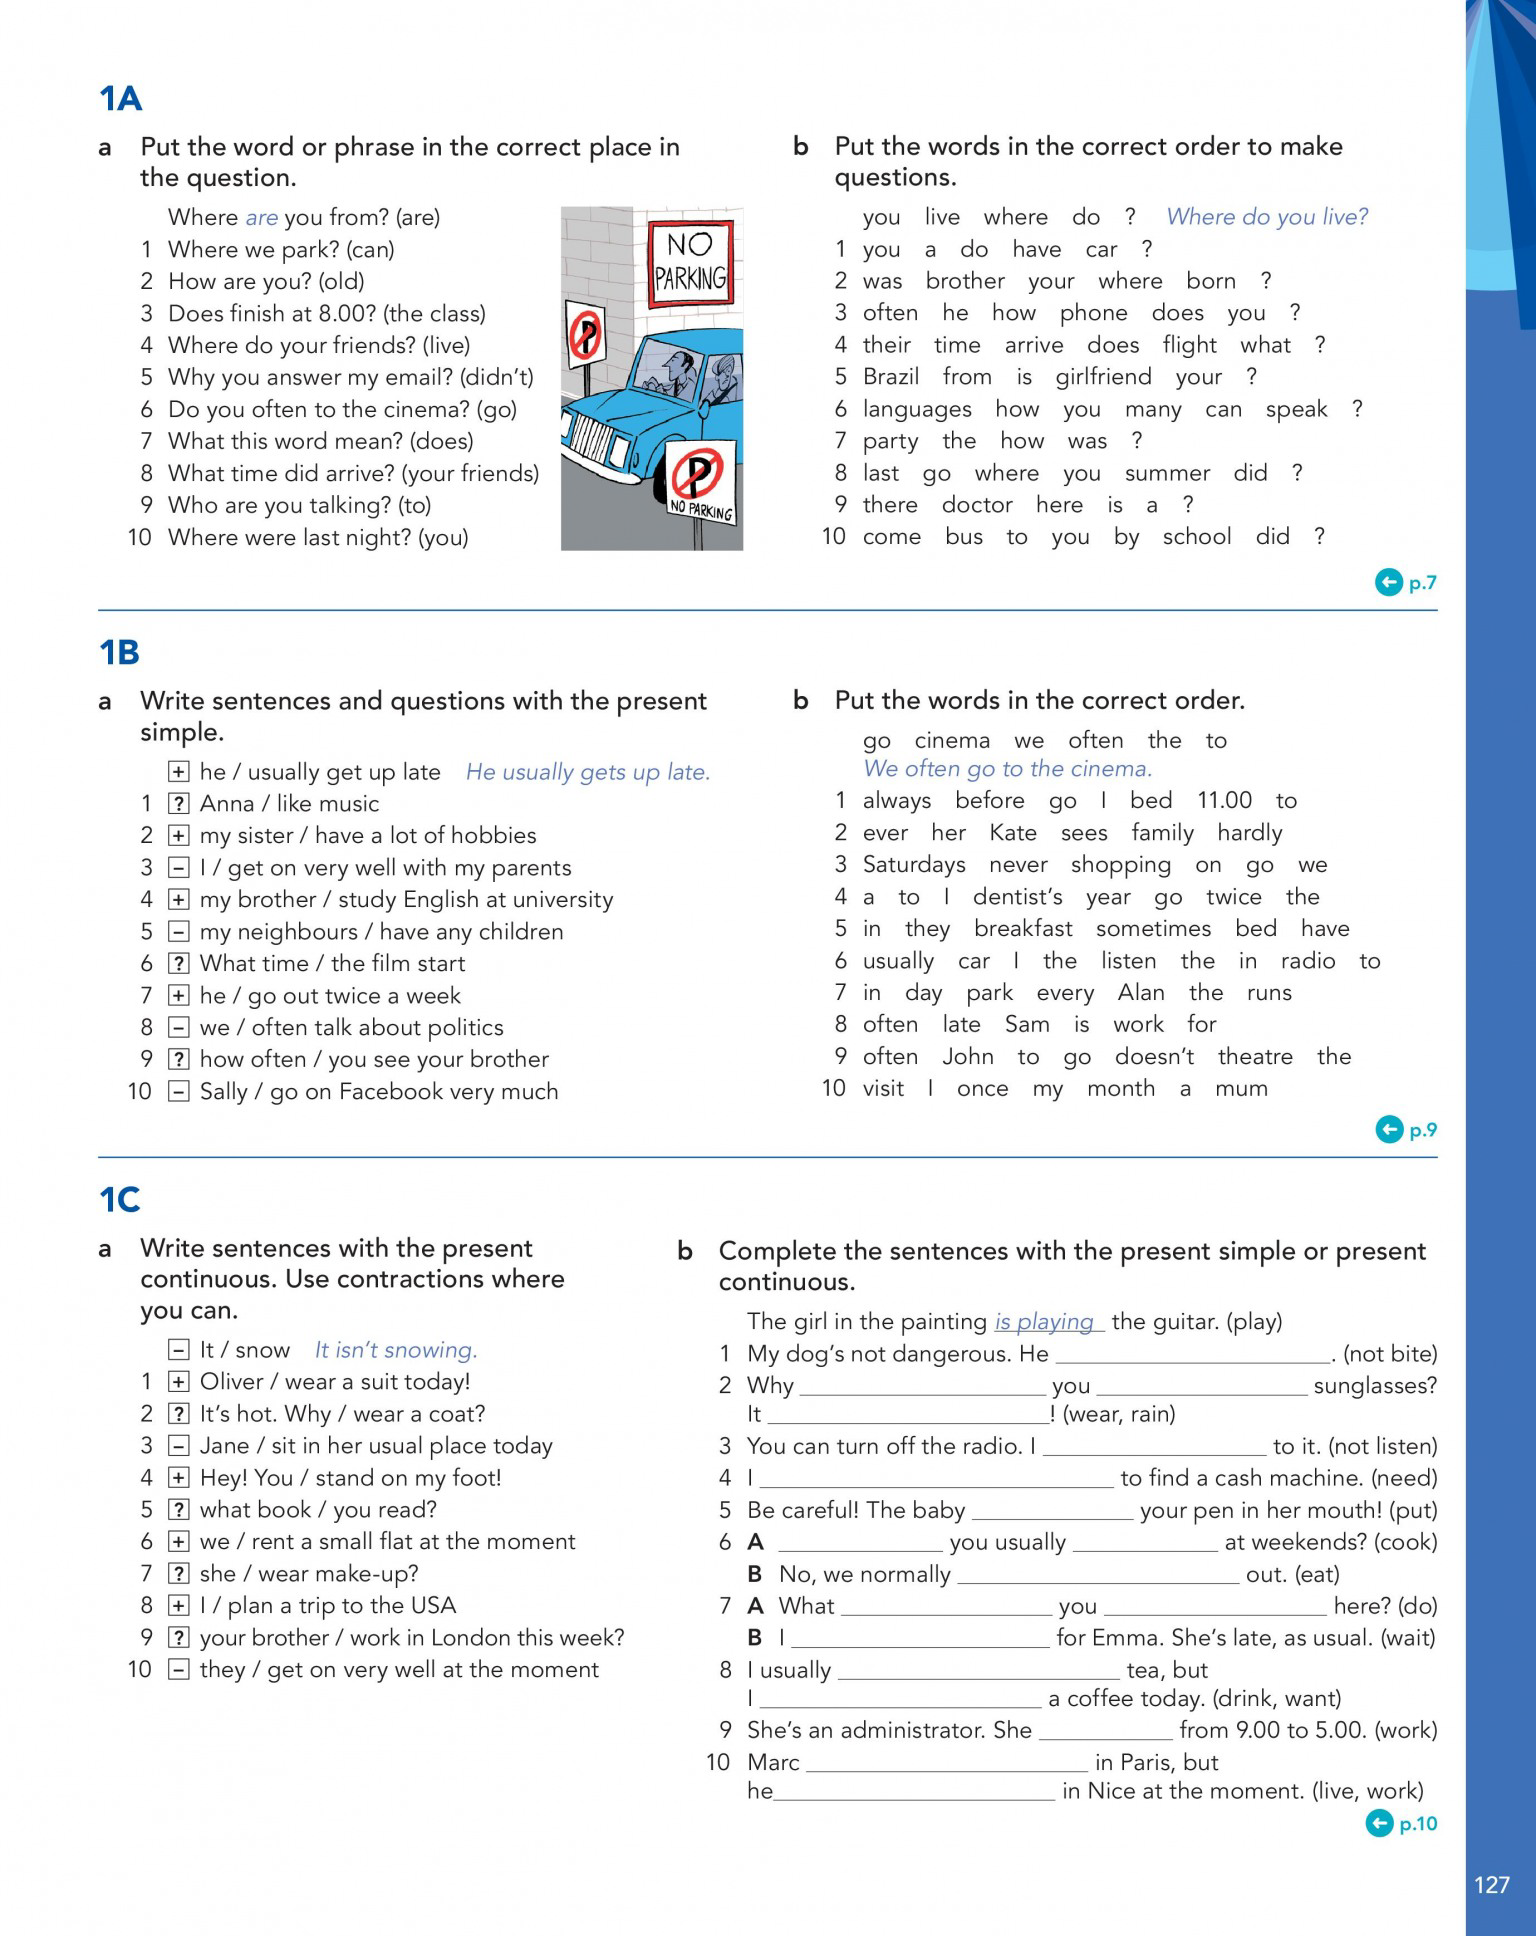 1A
a Put the word or phrase in the correct place in
the question.
Where are you from? (are)
1 Where we park? (can)
2 How are you? (old)
3 Does finish at 8.00? (the class)
4 Where do your friends? (live)
5 Why you answer my email? (didn't)
6 Do you often to the cinema? (go)
7 What this word mean? (does)
8 What time did arrive? (your friends)
9 Who are you talking? (to)
10 Where were last night? (you)
NO
PARKING
P
P
NO PARKING
b Put the words in the correct order to make
questions.
you live where do ? Where do you live?
1 you a do have car ?
2 was brother your where born ?
3 often he how phone does you ?
4 their time arrive does flight what ?
5 Brazil from is girlfriend your ?
6 languages how you many can speak ?
7 party the how was ?
8 last go where you summer did ?
9 there doctor here is a ?
10 come bus to you by school did ?
p.7
1B
a Write sentences and questions with the present
simple.
+ he / usually get up late He usually gets up late.
1 ? Anna / like music
2 + my sister / have a lot of hobbies
3 – I / get on very well with my parents
4 + my brother / study English at university
5 – my neighbours / have any children
6 ? What time / the film start
7 + he / go out twice a week
8 – we / often talk about politics
9 ? how often / you see your brother
10 – Sally / go on Facebook very much
b Put the words in the correct order.
go cinema we often the to
We often go to the cinema.
1 always before go I bed 11.00 to
2 ever her Kate sees family hardly
3 Saturdays never shopping on go we
4 a to I dentist's year go twice the
5 in they breakfast sometimes bed have
6 usually car I the listen the in radio to
7 in day park every Alan the runs
8 often late Sam is work for
9 often John to go doesn't theatre the
10 visit I once my month a mum
p.9
1C
a Write sentences with the present
continuous. Use contractions where
you can.
– It / snow It isn't snowing.
1 + Oliver / wear a suit today!
2 ? It's hot. Why / wear a coat?
3 – Jane / sit in her usual place today
4 + Hey! You / stand on my foot!
5 ? what book / you read?
6 + we / rent a small flat at the moment
7 ? she / wear make-up?
8 + I / plan a trip to the USA
9 ? your brother / work in London this week?
10 – they / get on very well at the moment
b Complete the sentences with the present simple or present
continuous.
The girl in the painting is playing the guitar. (play)
1 My dog's not dangerous. He ____________________. (not bite)
2 Why ____________________ you ____________________ sunglasses?
It ____________________! (wear, rain)
3 You can turn off the radio. I ____________________ to it. (not listen)
4 I ____________________ to find a cash machine. (need)
5 Be careful! The baby ____________________ your pen in her mouth! (put)
6 A ____________________ you usually ____________________ at weekends? (cook)
B No, we normally ____________________ out. (eat)
7 A What ____________________ you ____________________ here? (do)
B I ____________________ for Emma. She's late, as usual. (wait)
8 I usually ____________________ tea, but
I ____________________ a coffee today. (drink, want)
9 She's an administrator. She ____________________ from 9.00 to 5.00. (work)
10 Marc ____________________ in Paris, but
he____________________ in Nice at the moment. (live, work)
p.10
127